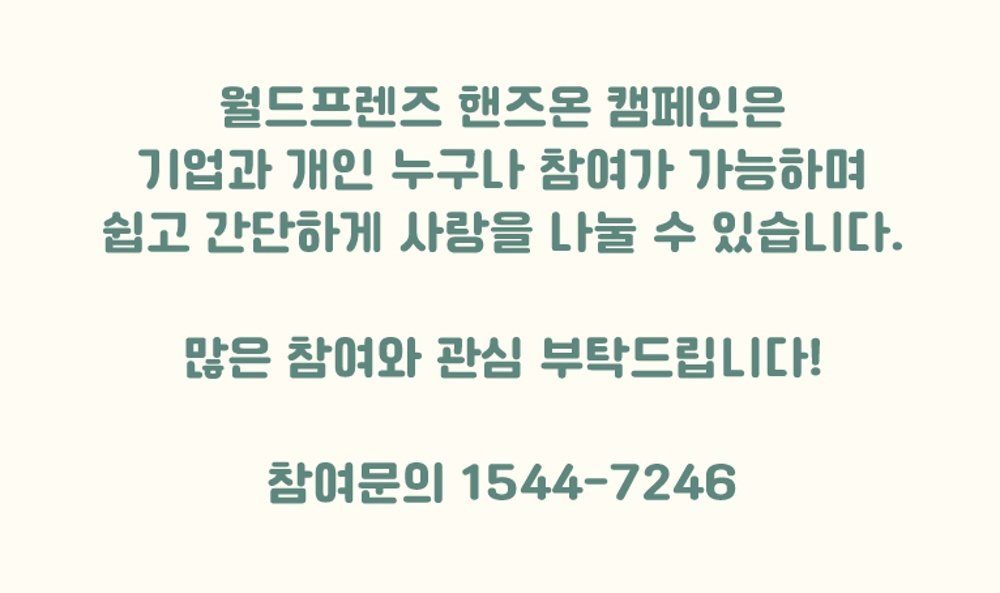 월드프렌즈 핸즈온 캠페인은
기업과 개인 누구나 참여가 가능하며
쉽고 간단하게 사랑을 나눌 수 있습니다.
많은 참여와 관심 부탁드립니다!
참여문의 1544-7246